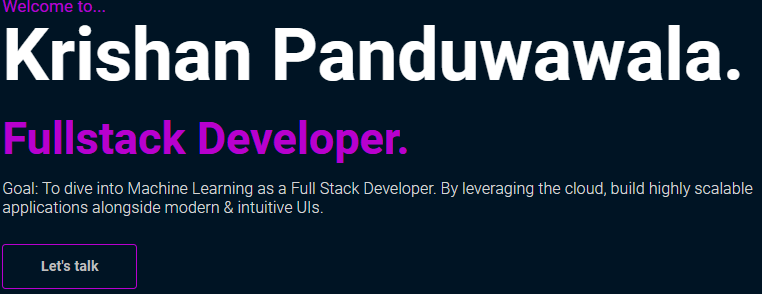 Welcome to...
Krishan Panduwawala.
Fullstack Developer.
Goal: To dive into Machine Learning as a Full Stack Developer. By leveraging the cloud, build highly scalable
applications alongside modern & intuitive UIs.
Let's talk